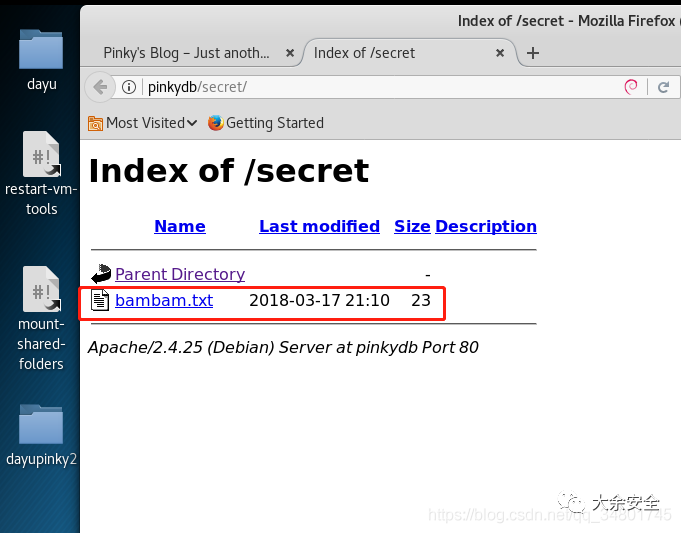 Index of /secret - Mozilla Firefox
Pinky's Blog – Just anoth... × Index of /secret × +
pinkydb/secret/
Most Visited Getting Started
dayu
restart-vm-
tools
mount-
shared-
folders
dayupinky2
Index of /secret
Name Last modified Size Description
Parent Directory -
bambam.txt 2018-03-17 21:10 23
Apache/2.4.25 (Debian) Server at pinkydb Port 80
大余安全
https://blog.csdn.net/qq_34801745